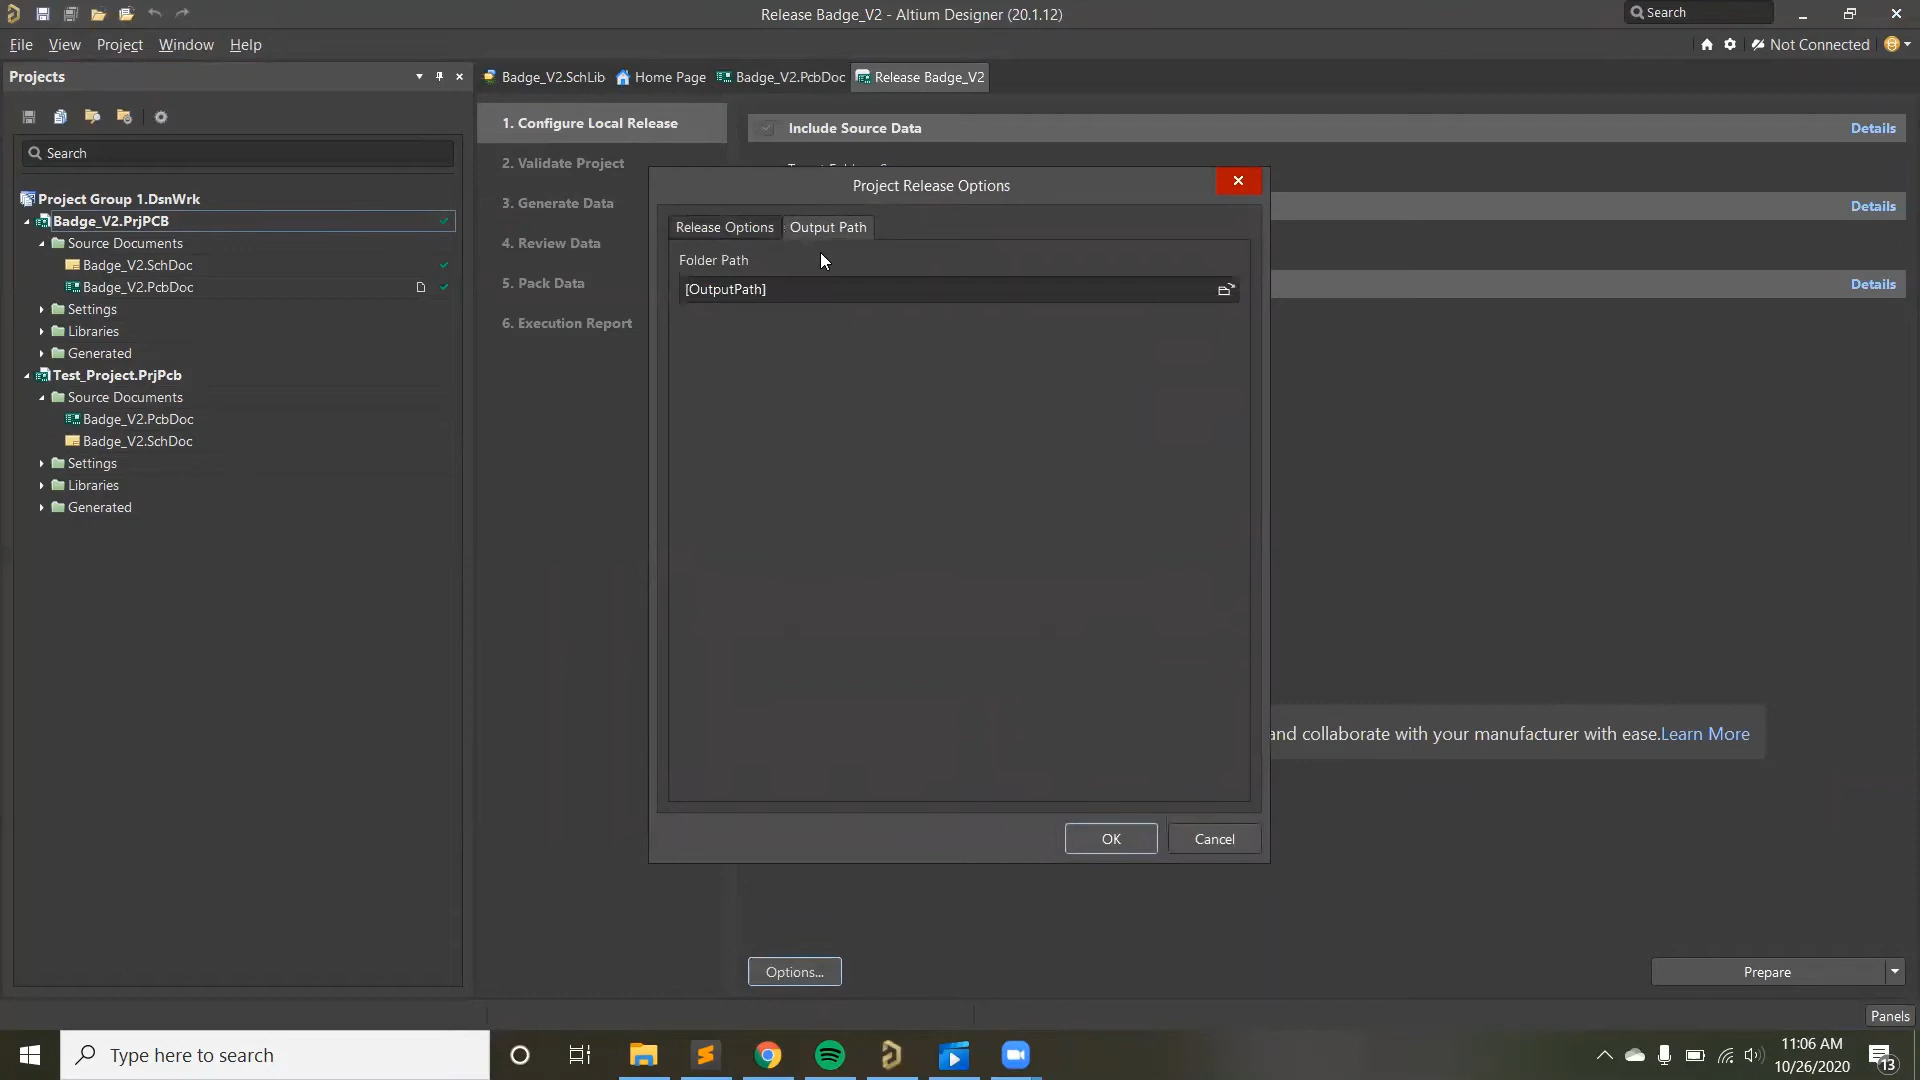 Release Badge_V2 - Altium Designer (20.1.12)
Search
File View Project Window Help
Not Connected
Projects
Badge_V2.SchLib Home Page Badge_V2.PcbDoc Release Badge_V2
Search
Project Group 1.DsnWrk
Badge_V2.PrjPCB
Source Documents
Badge_V2.SchDoc
Badge_V2.PcbDoc
Settings
Libraries
Generated
Test_Project.PrjPcb
Source Documents
Badge_V2.PcbDoc
Badge_V2.SchDoc
Settings
Libraries
Generated
1. Configure Local Release
2. Validate Project
3. Generate Data
4. Review Data
5. Pack Data
6. Execution Report
Include Source Data Details
Details
Details
Project Release Options
Release Options Output Path
Folder Path
[OutputPath]
OK Cancel
and collaborate with your manufacturer with ease.Learn More
Options...
Prepare
Panels
Type here to search
11:06 AM
10/26/2020
13